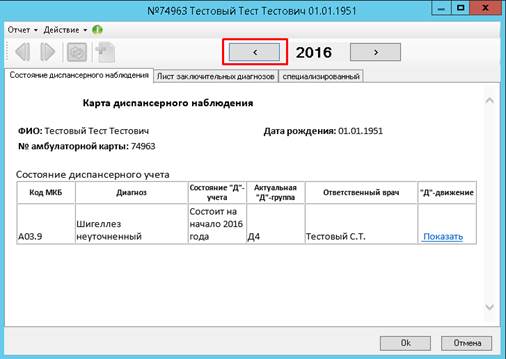 №74963 Тестовый Тест Тестович 01.01.1951
Отчет Действие
< 2016 >
Состояние диспансерного наблюдения Лист заключительных диагнозов специализированный
Карта диспансерного наблюдения
ФИО: Тестовый Тест Тестович Дата рождения: 01.01.1951
№ амбулаторной карты: 74963
Состояние диспансерного учета
Код МКБ Диагноз Состояние "Д"-учета Актуальная "Д"-группа Ответственный врач "Д"-движение
A03.9 Шигеллез неуточненный Состоит на начало 2016 года Д4 Тестовый С.Т. Показать
Ok Отмена